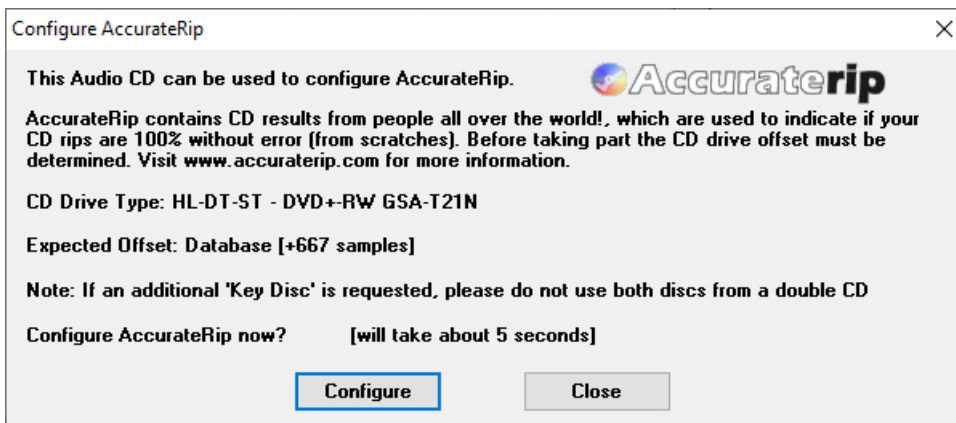 Configure AccurateRip
This Audio CD can be used to configure AccurateRip.
Accuraterip
AccurateRip contains CD results from people all over the world!, which are used to indicate if your
CD rips are 100% without error (from scratches). Before taking part the CD drive offset must be
determined. Visit www.accuraterip.com for more information.
CD Drive Type: HL-DT-ST - DVD+-RW GSA-T21N
Expected Offset: Database [+667 samples]
Note: If an additional 'Key Disc' is requested, please do not use both discs from a double CD
Configure AccurateRip now? [will take about 5 seconds]
Configure Close